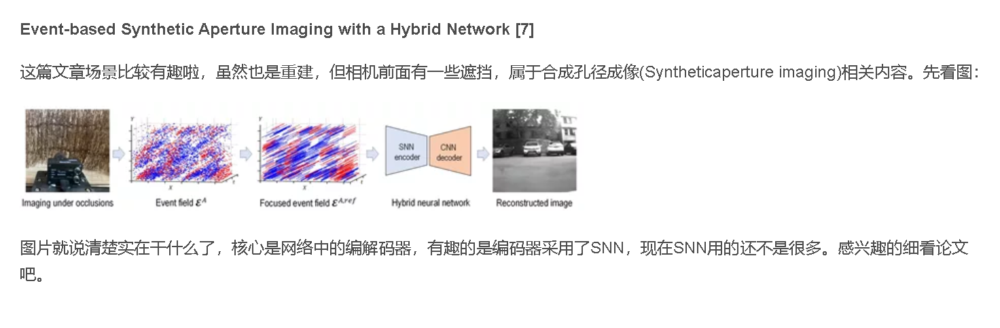 Event-based Synthetic Aperture Imaging with a Hybrid Network [7]
这篇文章场景比较有趣啦，虽然也是重建，但相机前面有一些遮挡，属于合成孔径成像(Syntheticaperture imaging)相关内容。先看图：
Y
X
t
Y
X
t
SNN
encoder
CNN
decoder
Imaging under occlusions
Event field 𝓔ᴬ
Focused event field 𝓔ᴬ,ʳᵉᶠ
Hybrid neural network
Reconstructed image
图片就说清楚实在干什么了，核心是网络中的编解码器，有趣的是编码器采用了SNN，现在SNN用的还不是很多。感兴趣的细看论文
吧。